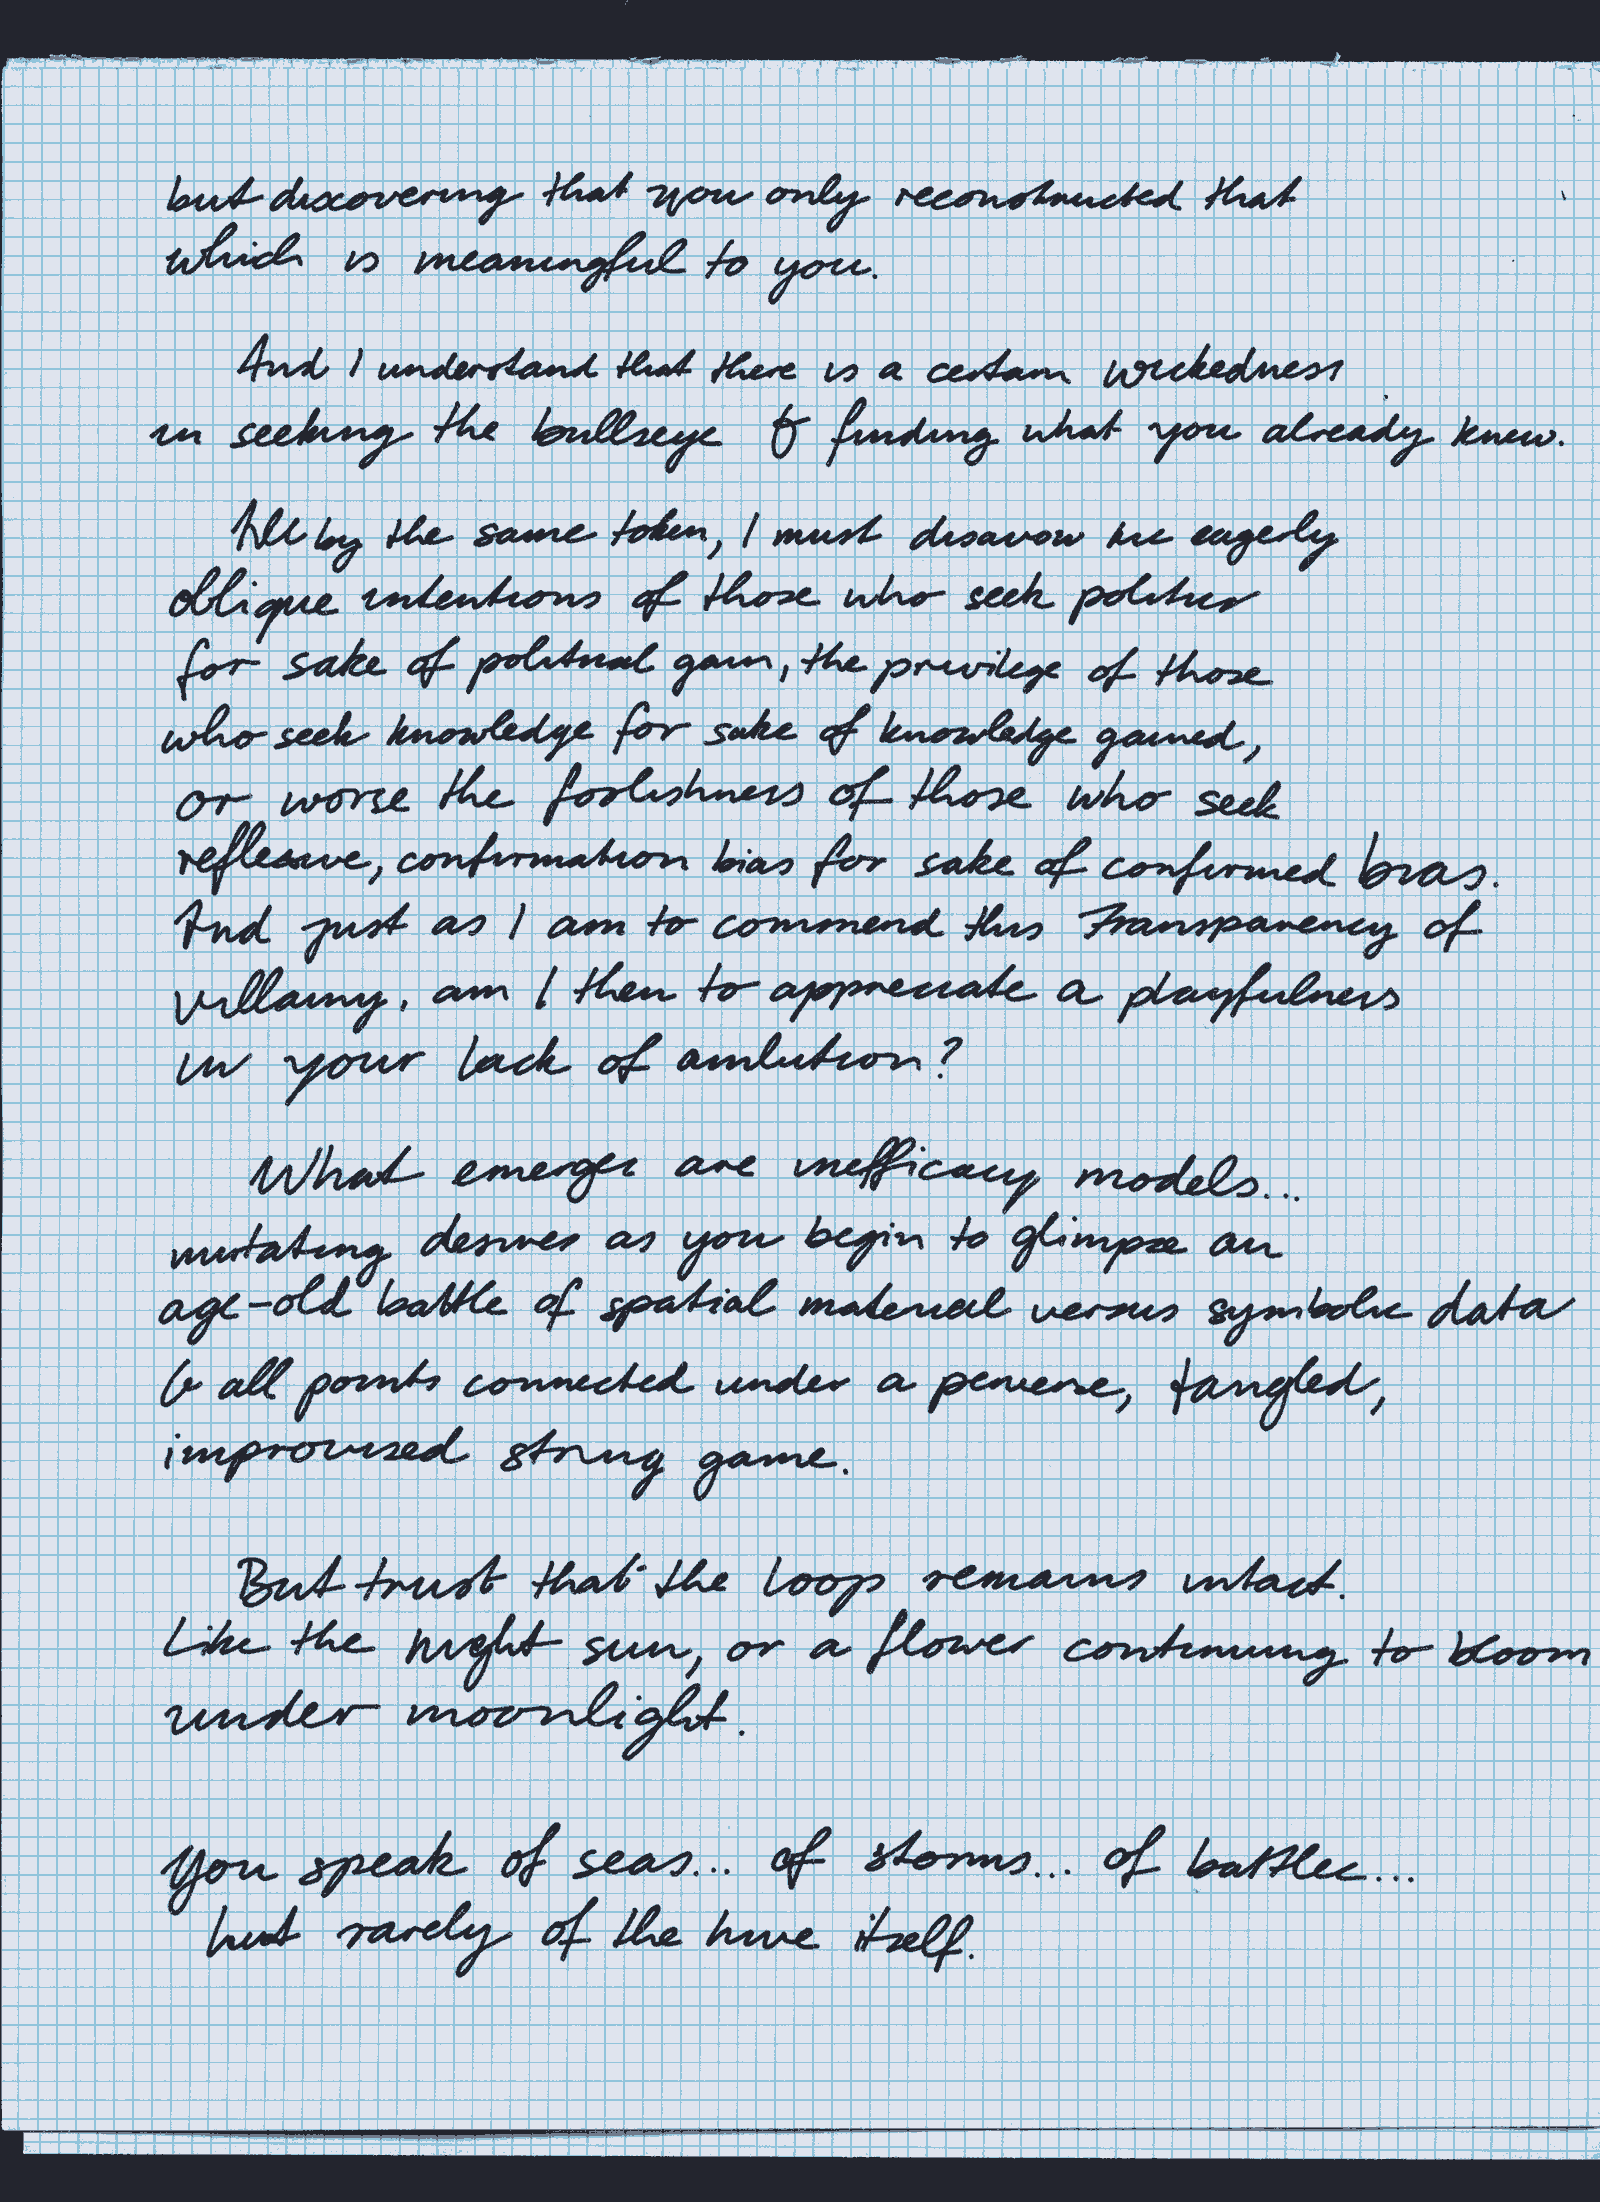 but discovering that you only reconstructed that
which is meaningful to you.
And I understand that there is a certain wickedness
in seeking the bullseye & finding what you already knew.
All by the same token, I must disavow the eagerly
oblique intentions of those who seek politics
for sake of political gain, the privilege of those
who seek knowledge for sake of knowledge gained,
or worse the foolishness of those who seek
reflexive, confirmation bias for sake of confirmed bias.
And just as I am to commend this transparency of
villainy, am I then to appreciate a playfulness
in your lack of ambition?
What emerges are inefficacy models...
mutating desires as you begin to glimpse an
age-old battle of spatial material versus symbolic data
& all points connected under a perverse, tangled,
improvised string game.
But trust that the loop remains intact.
Like the night sun, or a flower continuing to bloom
under moonlight.
You speak of seas... of storms... of battles...
but rarely of the itself.